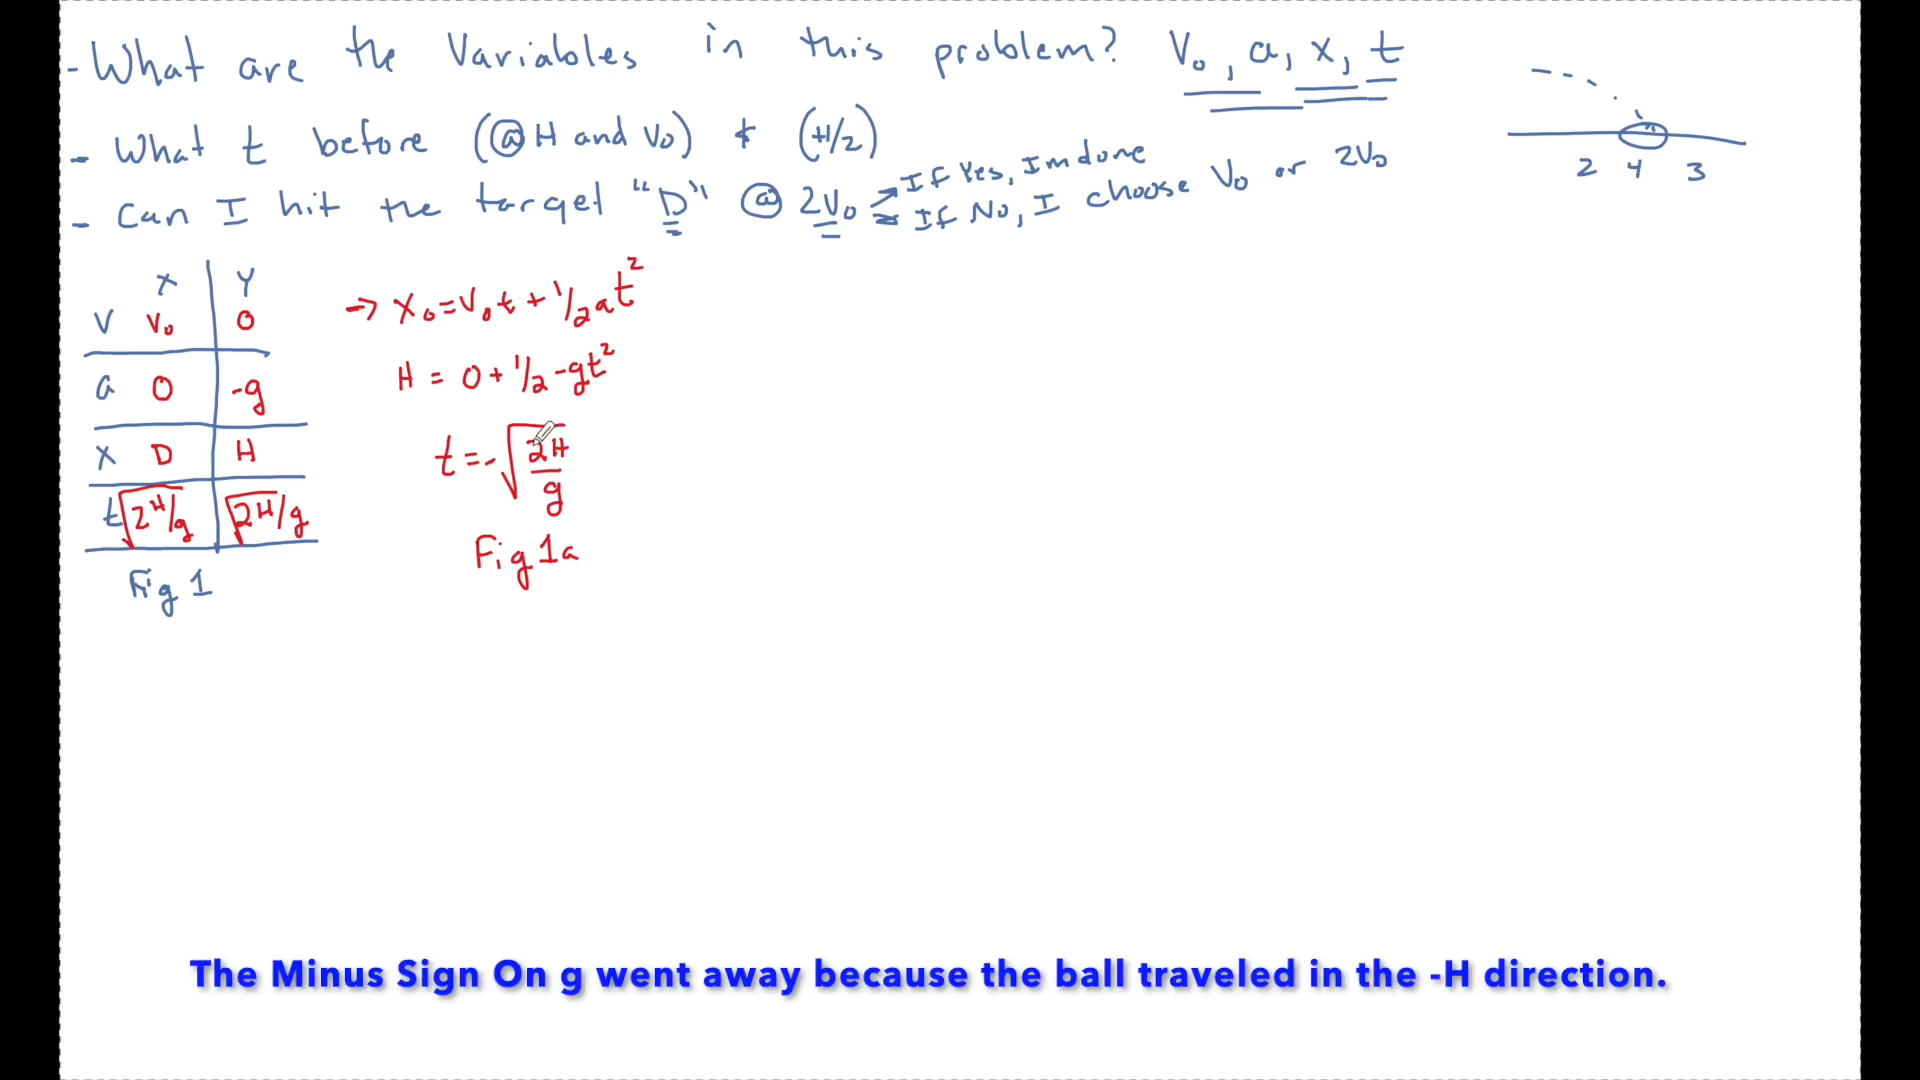 - What are the Variables in this problem? V₀, a, x, t
- What t before (@ H and V₀) & (H/2)
- Can I hit the target "D" @ 2V₀
If Yes, Im done
If No, I choose V₀ or 2V₀
2 4 3
X Y
V V₀ 0
a 0 -g
X D H
t √2H/g √2H/g
Fig 1
→ X₀ = V₀t + 1/2at²
H = 0 + 1/2 -gt²
t = -√2H/g
Fig 1a
The Minus Sign On g went away because the ball traveled in the -H direction.